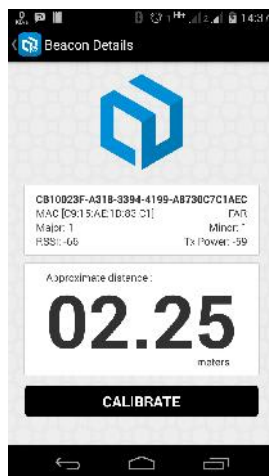 14:37
Beacon Details
CB10023F-A318-3394-4199-A8730C7C1AEC
MAC [C9:15:AE:1D:83:C1] FAR
Major: 1 Minor: 1
RSSI: -66 Tx Power: -59
Approximate distance:
02.25
meters
CALIBRATE